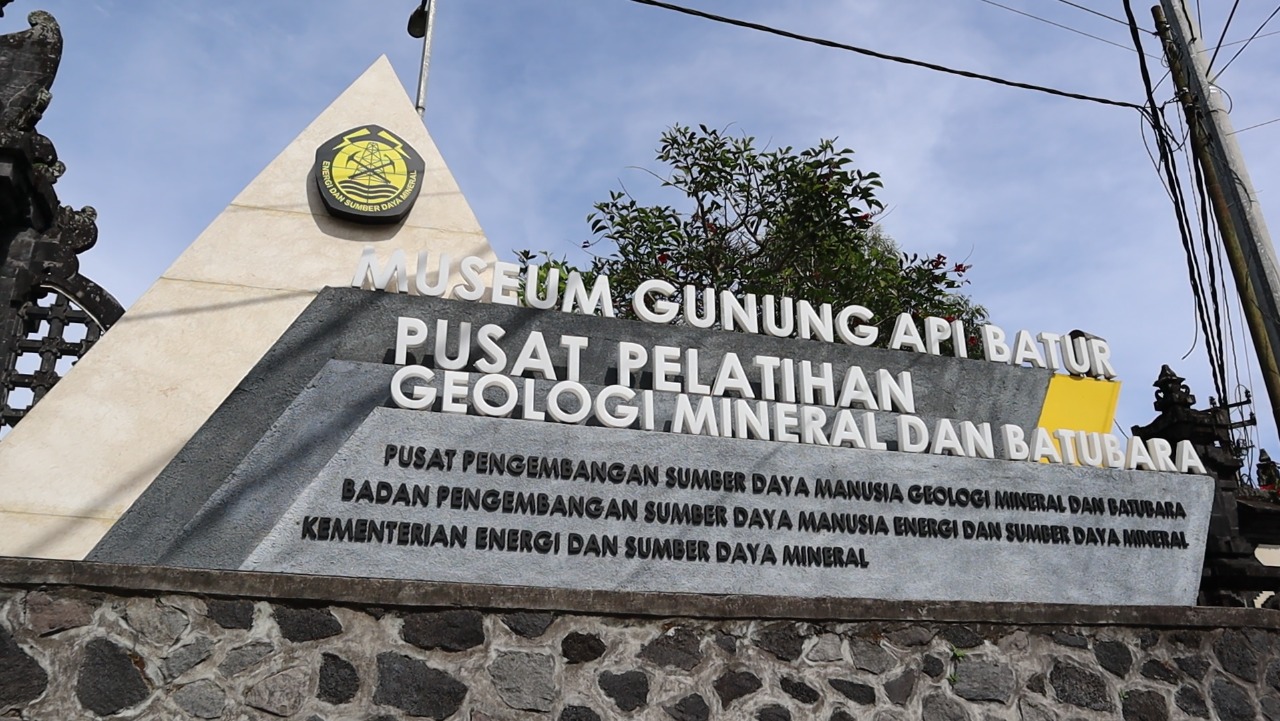 ENERGI DAN SUMBER DAYA MINERAL
MUSEUM GUNUNG API BATUR
PUSAT PELATIHAN
GEOLOGI MINERAL DAN BATUBARA
PUSAT PENGEMBANGAN SUMBER DAYA MANUSIA GEOLOGI MINERAL DAN BATUBARA
BADAN PENGEMBANGAN SUMBER DAYA MANUSIA ENERGI DAN SUMBER DAYA MINERAL
KEMENTERIAN ENERGI DAN SUMBER DAYA MINERAL